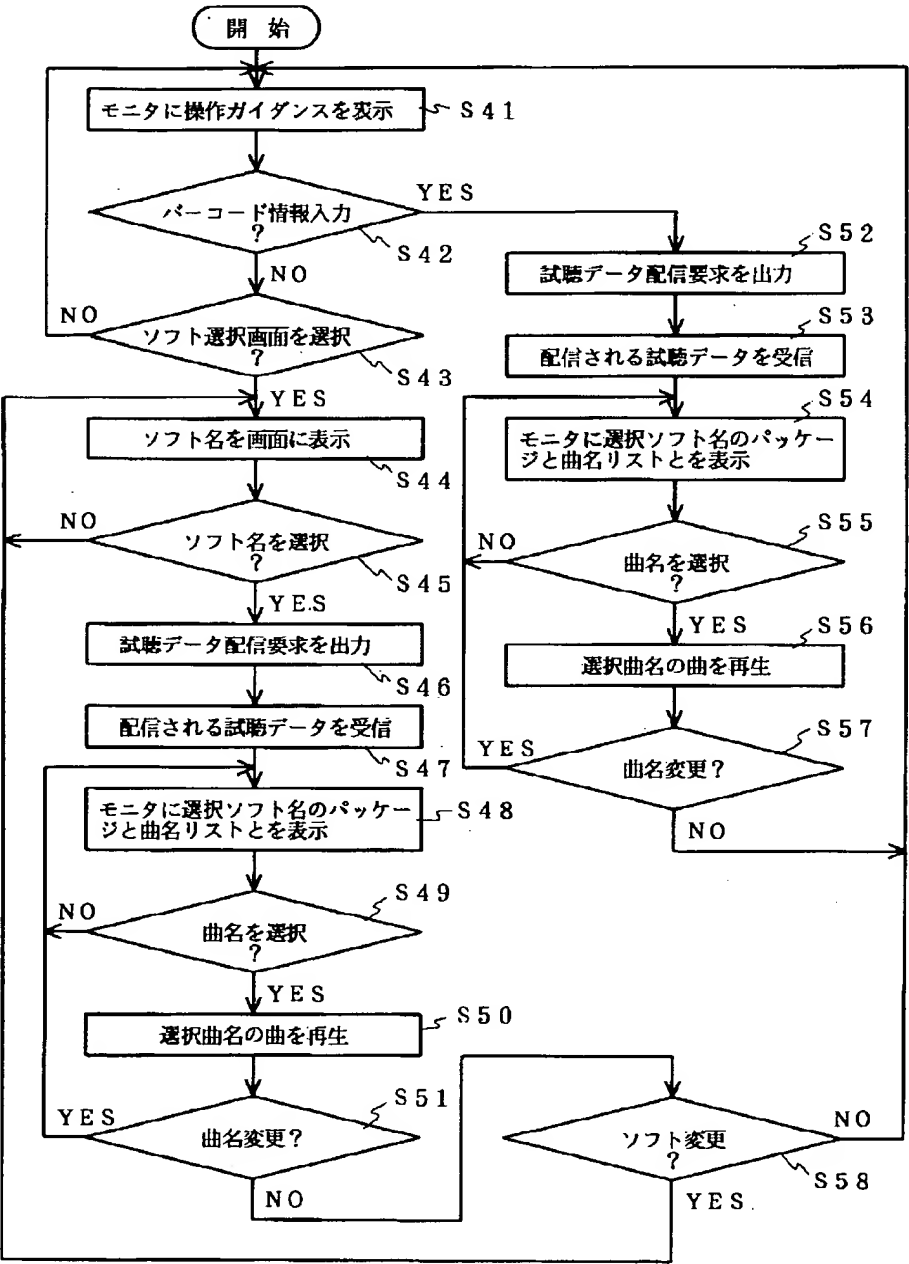 開 始
モニタに操作ガイダンスを表示
S41
バーコード情報入力
?
YES
S42
NO
ソフト選択画面を選択
?
NO
S43
YES
ソフト名を画面に表示
S44
ソフト名を選択
?
NO
S45
YES
試聴データ配信要求を出力
S46
配信される試聴データを受信
S47
モニタに選択ソフト名のパッケー
ジと曲名リストとを表示
S48
曲名を選択
?
NO
S49
YES
選択曲名の曲を再生
S50
曲名変更?
YES
S51
NO
S52
試聴データ配信要求を出力
S53
配信される試聴データを受信
S54
モニタに選択ソフト名のパッケー
ジと曲名リストとを表示
S55
曲名を選択
?
NO
YES
S56
選択曲名の曲を再生
S57
曲名変更?
YES
NO
ソフト変更
?
NO
S58
YES